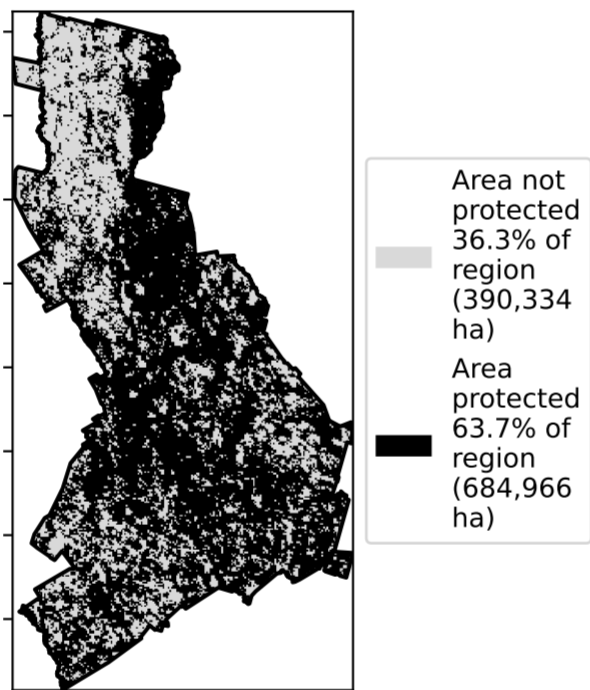 Area not
protected
36.3% of
region
(390,334
ha)
Area
protected
63.7% of
region
(684,966
ha)